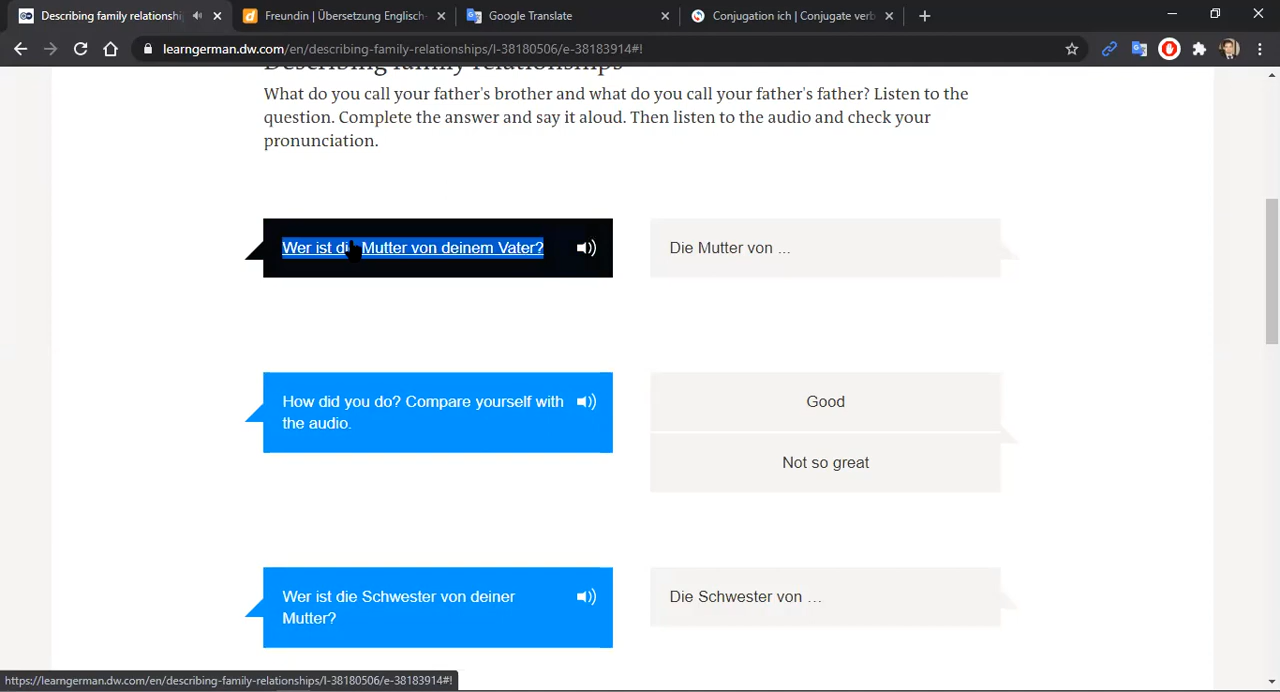 Describing family relationshi
Freundin | Übersetzung Englisch-
Google Translate
Conjugation ich | Conjugate verb
learngerman.dw.com/en/describing-family-relationships/l-38180506/e-38183914#!
Describing family relationships
What do you call your father's brother and what do you call your father's father? Listen to the
question. Complete the answer and say it aloud. Then listen to the audio and check your
pronunciation.
Wer ist die Mutter von deinem Vater?
Die Mutter von ...
How did you do? Compare yourself with
the audio.
Good
Not so great
Wer ist die Schwester von deiner
Mutter?
Die Schwester von …
https://learngerman.dw.com/en/describing-family-relationships/l-38180506/e-38183914#!